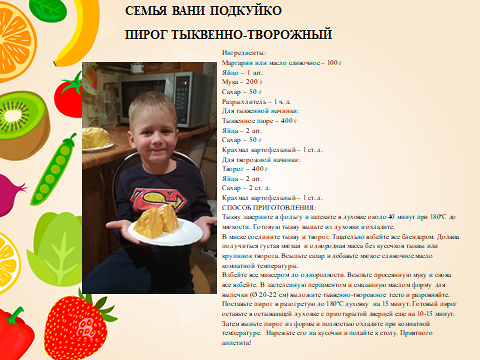 СЕМЬЯ ВАНИ ПОДКУЙКО
ПИРОГ ТЫКВЕННО-ТВОРОЖНЫЙ
Ингредиенты:
Маргарин или масло сливочное – 100 г
Яйцо – 1 шт.
Мука – 200 г
Сахар – 50 г
Разрыхлитель – 1 ч. л.
Для тыквенной начинки:
Тыквенное пюре – 400 г
Яйца – 2 шт.
Сахар – 50 г
Крахмал картофельный – 1 ст. л.
Для творожной начинки:
Творог – 400 г
Яйца – 2 шт.
Сахар – 2 ст. л.
Крахмал картофельный – 1 ст. л.
СПОСОБ ПРИГОТОВЛЕНИЯ:
Тыкву заверните в фольгу и запеките в духовке около 40 минут при 180°С до
мягкости. Готовую тыкву выньте из духовки и охладите.
В миске соедините тыкву и творог. Тщательно взбейте все блендером. Должна
получиться густая мягкая и однородная масса без кусочков тыквы или
крупинок творога. Всыпьте сахар и добавьте мягкое сливочное масло
комнатной температуры.
Взбейте все миксером до однородности. Всыпьте просеянную муку и снова
все взбейте. В застеленную пергаментом и смазанную маслом форму для
выпечки (Ø 20-22 см) выложите тыквенно-творожное тесто и разровняйте.
Поставьте пирог в разогретую до 180°С духовку на 15 минут. Готовый пирог
оставьте в остывающей духовке с приоткрытой дверцей еще на 10-15 минут.
Затем выньте пирог из формы и полностью охладите при комнатной
температуре. Нарежьте его на кусочки и подайте к столу. Приятного
аппетита!